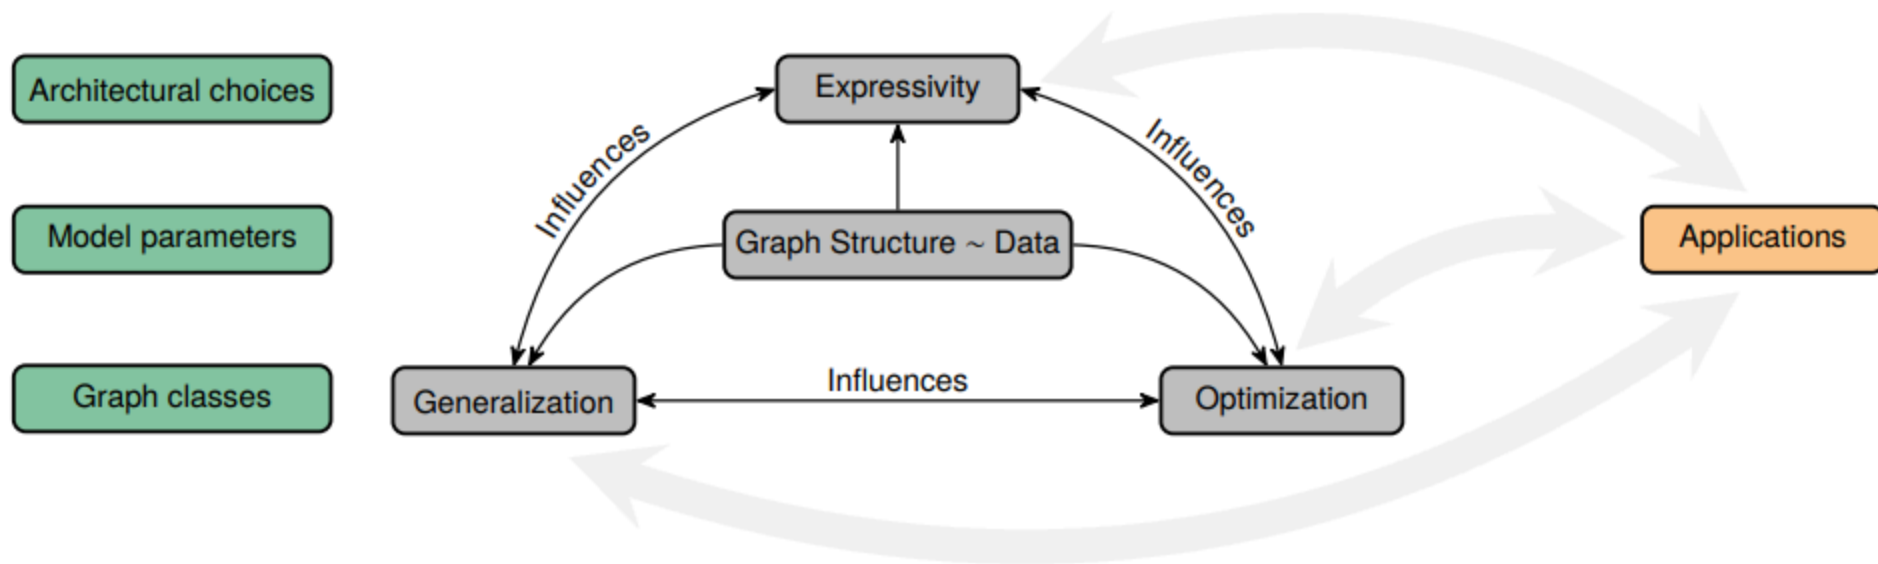 Architectural choices
Model parameters
Graph classes
Expressivity
Influences
Influences
Graph Structure ~ Data
Generalization
Influences
Optimization
Applications